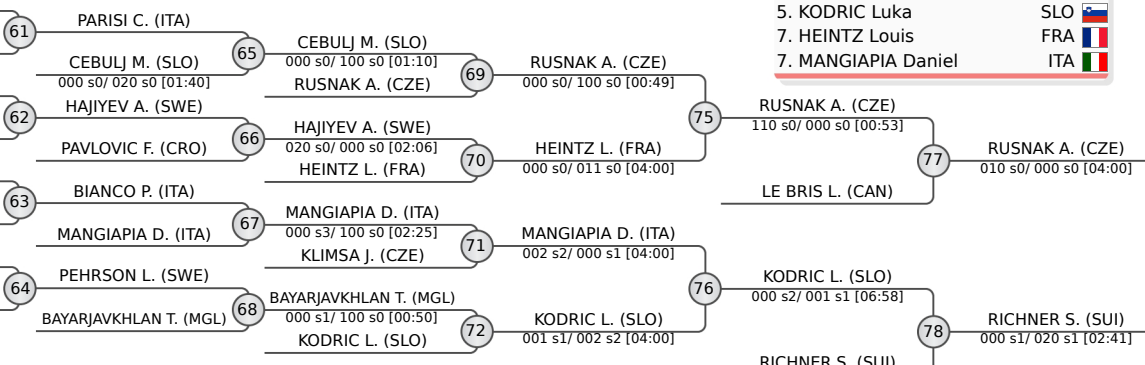 5. KODRIC Luka SLO
7. HEINTZ Louis FRA
7. MANGIAPIA Daniel ITA
61
PARISI C. (ITA)
CEBULJ M. (SLO)
000 s0/ 020 s0 [01:40]
62
HAJIYEV A. (SWE)
PAVLOVIC F. (CRO)
63
BIANCO P. (ITA)
MANGIAPIA D. (ITA)
64
PEHRSON L. (SWE)
BAYARJAVKHLAN T. (MGL)
65
CEBULJ M. (SLO)
000 s0/ 100 s0 [01:10]
RUSNAK A. (CZE)
66
HAJIYEV A. (SWE)
020 s0/ 000 s0 [02:06]
HEINTZ L. (FRA)
67
MANGIAPIA D. (ITA)
000 s3/ 100 s0 [02:25]
KLIMSA J. (CZE)
68
BAYARJAVKHLAN T. (MGL)
000 s1/ 100 s0 [00:50]
KODRIC L. (SLO)
69
RUSNAK A. (CZE)
000 s0/ 100 s0 [00:49]
70
HEINTZ L. (FRA)
000 s0/ 011 s0 [04:00]
71
MANGIAPIA D. (ITA)
002 s2/ 000 s1 [04:00]
72
KODRIC L. (SLO)
001 s1/ 002 s2 [04:00]
75
RUSNAK A. (CZE)
110 s0/ 000 s0 [00:53]
LE BRIS L. (CAN)
76
KODRIC L. (SLO)
000 s2/ 001 s1 [06:58]
RICHNER S. (SUI)
77
RUSNAK A. (CZE)
010 s0/ 000 s0 [04:00]
78
RICHNER S. (SUI)
000 s1/ 020 s1 [02:41]